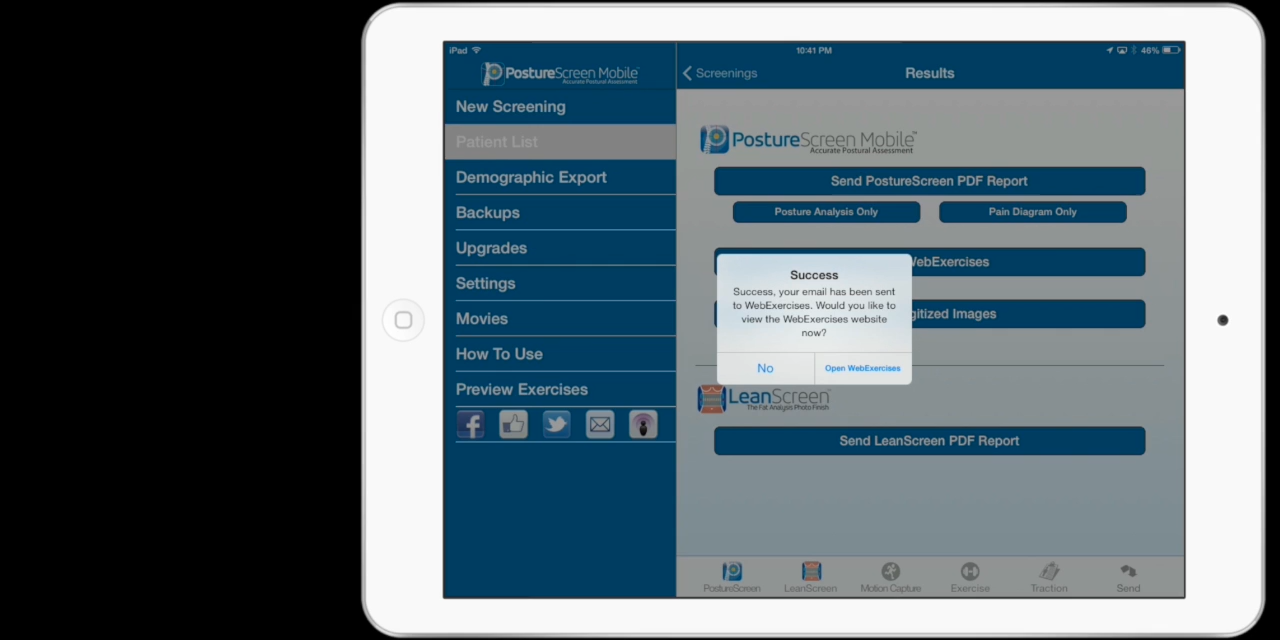 iPad
10:41 PM
46%
PostureScreen Mobile™
Accurate Postural Assessment
Screenings
Results
New Screening
Patient List
Demographic Export
Backups
Upgrades
Settings
Movies
How To Use
Preview Exercises
PostureScreen Mobile™
Accurate Postural Assessment
Send PostureScreen PDF Report
Posture Analysis Only
Pain Diagram Only
WebExercises
gitized Images
Success
Success, your email has been sent
to WebExercises. Would you like to
view the WebExercises website
now?
No
Open WebExercises
LeanScreen™
The Fat Analysis Photo Finish
Send LeanScreen PDF Report
PostureScreen
LeanScreen
Motion Capture
Exercise
Traction
Send